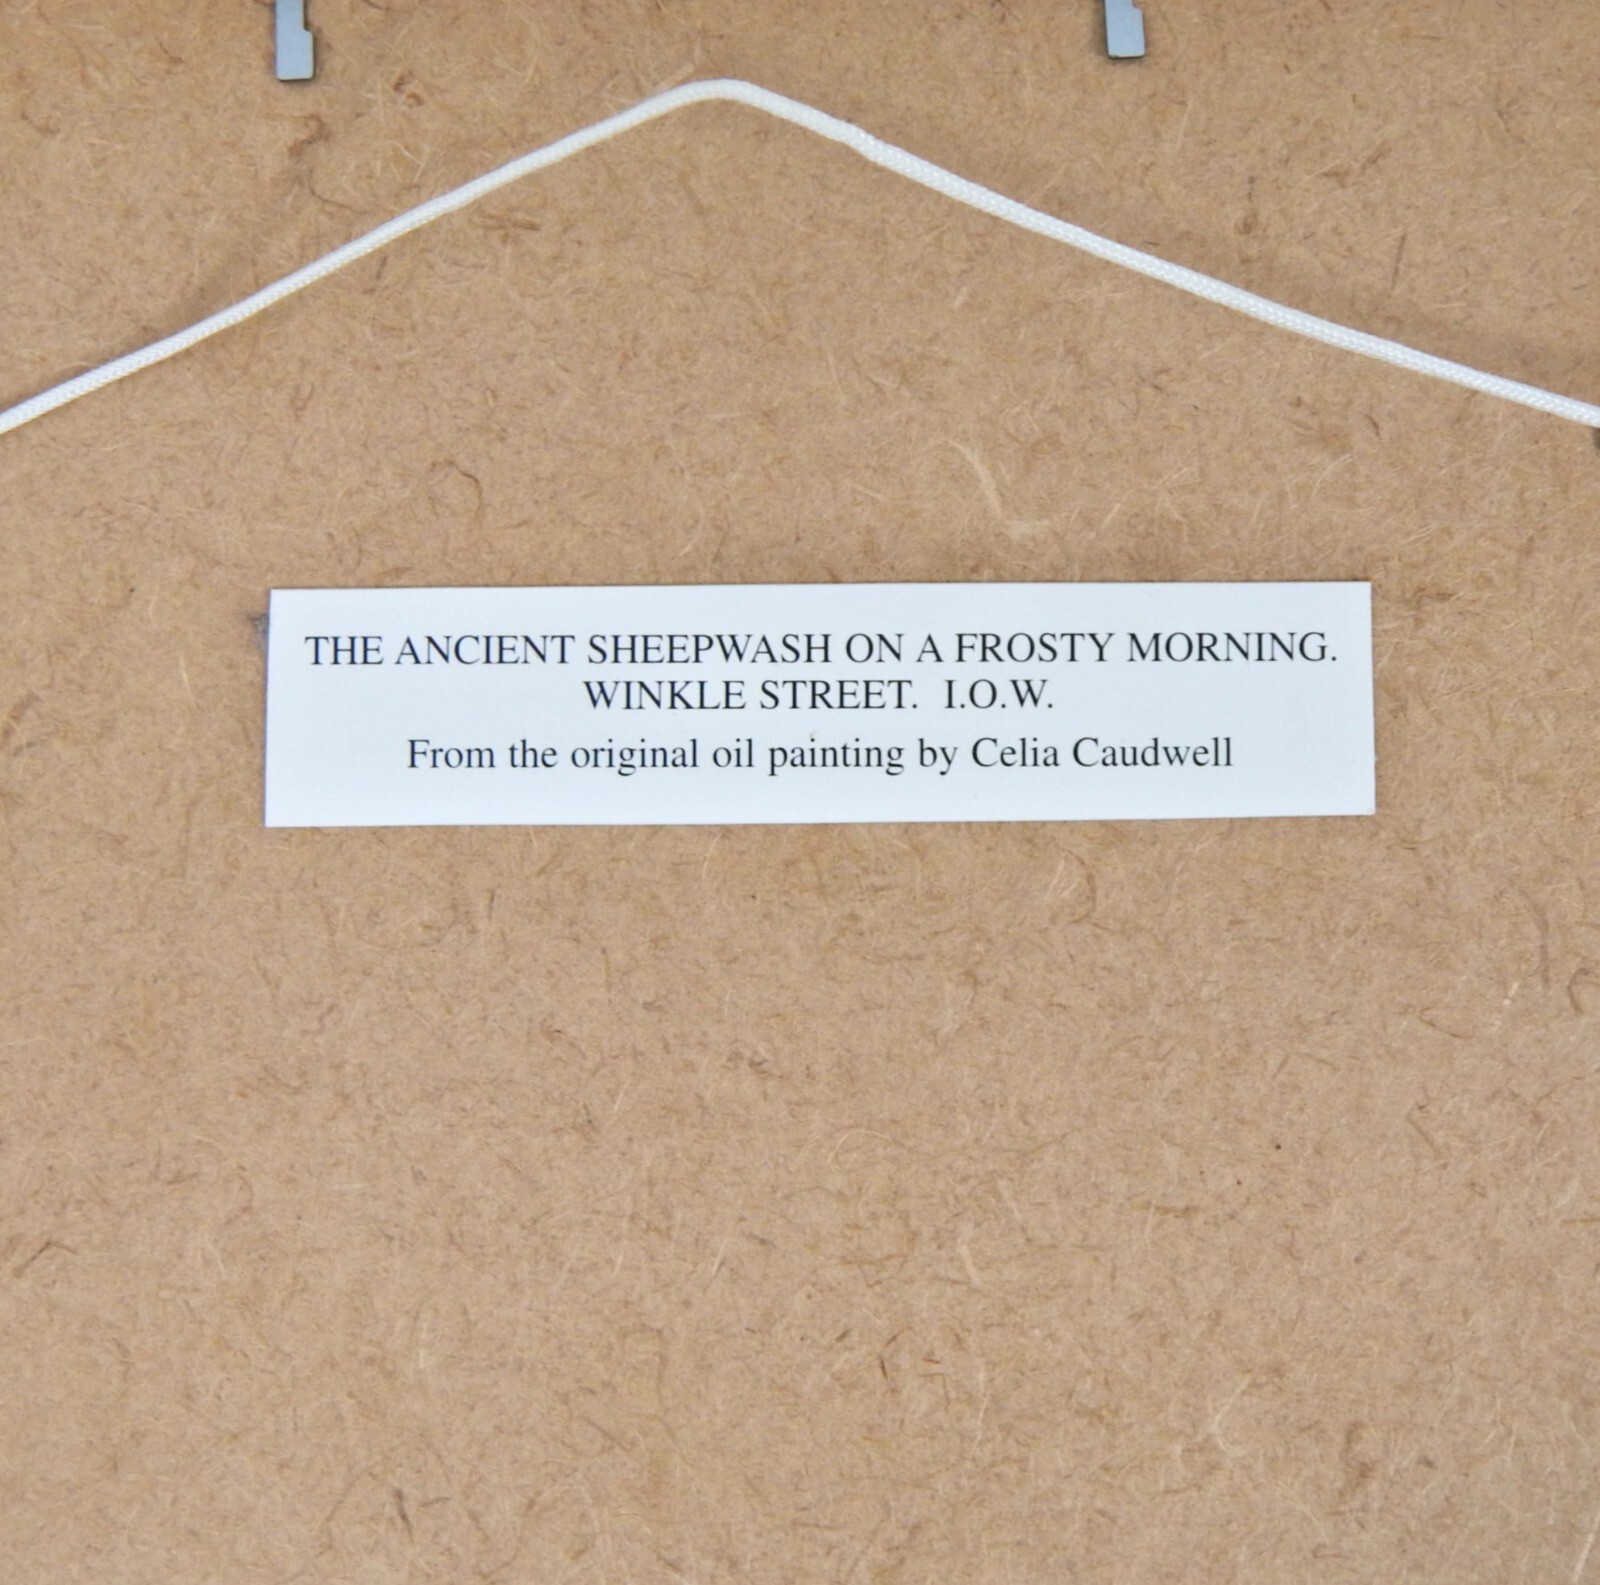 THE ANCIENT SHEEPWASH ON A FROSTY MORNING.
WINKLE STREET. I.O.W.
From the original oil painting by Celia Caudwell